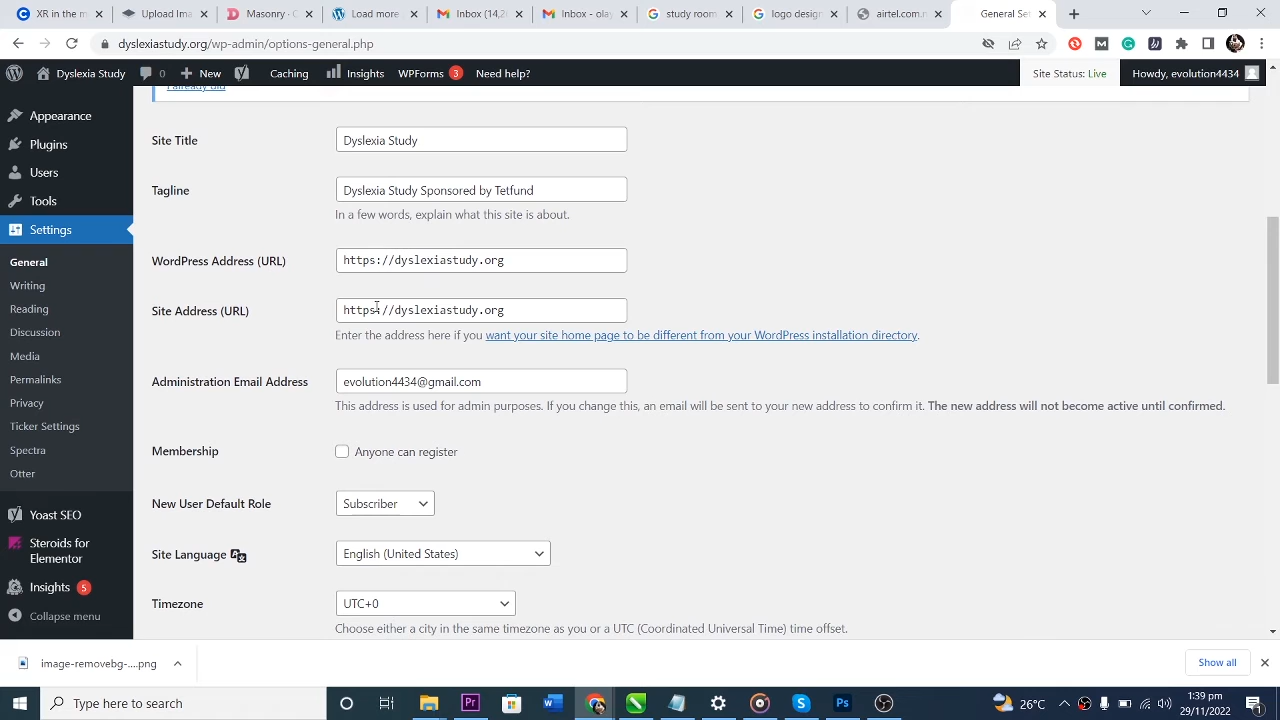 XR in the m
various layo
Masonry - C
Load more
Inbox (14,2
Inbox - olay
study room
logo design
airtel.com.n
General Se
dyslexiastudy.org/wp-admin/options-general.php
Dyslexia Study 0 New Caching Insights WPForms 3 Need help? Site Status: Live Howdy, evolution4434
I already did
Appearance
Plugins
Users
Tools
Settings
General
Writing
Reading
Discussion
Media
Permalinks
Privacy
Ticker Settings
Spectra
Otter
Yoast SEO
Steroids for
Elementor
Insights 5
Collapse menu
Site Title Dyslexia Study
Tagline Dyslexia Study Sponsored by Tetfund
In a few words, explain what this site is about.
WordPress Address (URL) https://dyslexiastudy.org
Site Address (URL) https://dyslexiastudy.org
Enter the address here if you want your site home page to be different from your WordPress installation directory.
Administration Email Address evolution4434@gmail.com
This address is used for admin purposes. If you change this, an email will be sent to your new address to confirm it. The new address will not become active until confirmed.
Membership Anyone can register
New User Default Role Subscriber
Site Language English (United States)
Timezone UTC+0
Choose either a city in the same timezone as you or a UTC (Coordinated Universal Time) time offset.
image-removebg-....png
Show all
Type here to search
26°C
1:39 pm
29/11/2022